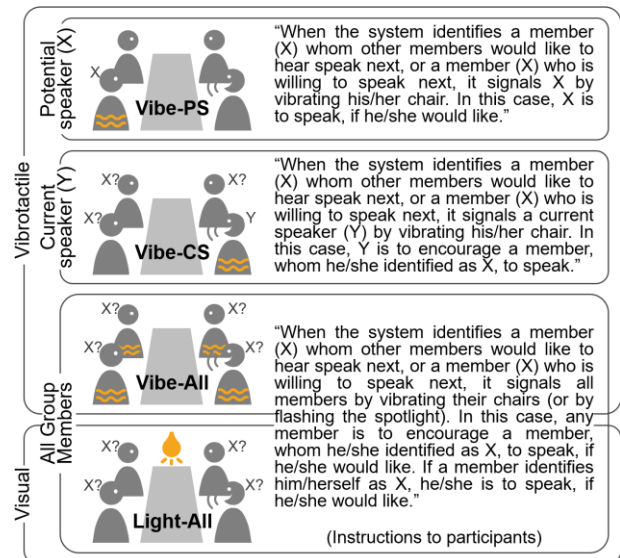 Vibrotactile
Visual
Potential
speaker (X)
X
Vibe-PS
“When the system identifies a member
(X) whom other members would like to
hear speak next, or a member (X) who is
willing to speak next, it signals X by
vibrating his/her chair. In this case, X is
to speak, if he/she would like.”
Current
speaker (Y)
X?
X?
X?
Y
Vibe-CS
“When the system identifies a member
(X) whom other members would like to
hear speak next, or a member (X) who is
willing to speak next, it signals a current
speaker (Y) by vibrating his/her chair. In
this case, Y is to encourage a member,
whom he/she identified as X, to speak.”
All Group
Members
X?
X?
X?
X?
Vibe-All
X?
X?
X?
X?
Light-All
“When the system identifies a member
(X) whom other members would like to
hear speak next, or a member (X) who is
willing to speak next, it signals all
members by vibrating their chairs (or by
flashing the spotlight). In this case, any
member is to encourage a member,
whom he/she identified as X, to speak, if
he/she would like. If a member identifies
him/herself as X, he/she is to speak, if
he/she would like.”
(Instructions to participants)